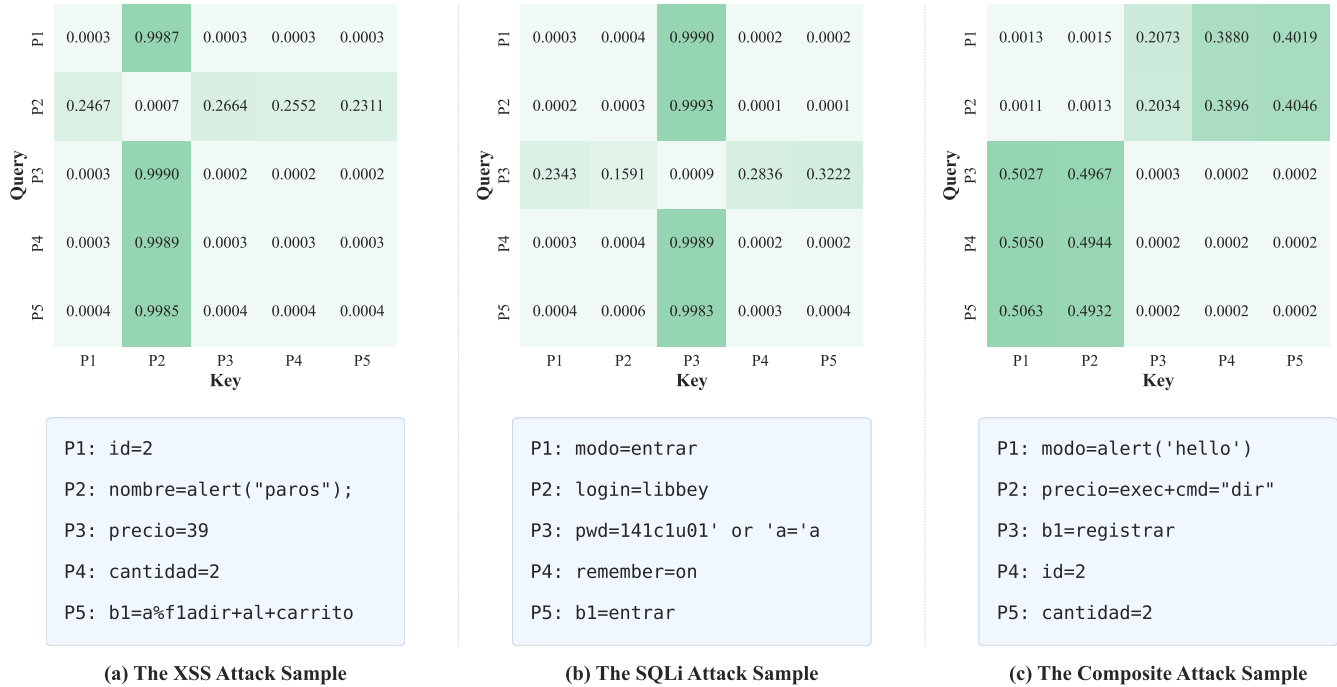 P1 0.0003 0.9987 0.0003 0.0003 0.0003
P2 0.2467 0.0007 0.2664 0.2552 0.2311
P3 0.0003 0.9990 0.0002 0.0002 0.0002
P4 0.0003 0.9989 0.0003 0.0003 0.0003
P5 0.0004 0.9985 0.0004 0.0004 0.0004
Query
P1 P2 P3 P4 P5
Key
P1: id=2
P2: nombre=alert("paros");
P3: precio=39
P4: cantidad=2
P5: b1=a%f1adir+al+carrito
(a) The XSS Attack Sample
P1 0.0003 0.0004 0.9990 0.0002 0.0002
P2 0.0002 0.0003 0.9993 0.0001 0.0001
P3 0.2343 0.1591 0.0009 0.2836 0.3222
P4 0.0003 0.0004 0.9989 0.0002 0.0002
P5 0.0004 0.0006 0.9983 0.0003 0.0004
Query
P1 P2 P3 P4 P5
Key
P1: modo=entrar
P2: login=libbey
P3: pwd=141c1u01' or 'a='a
P4: remember=on
P5: b1=entrar
(b) The SQLi Attack Sample
P1 0.0013 0.0015 0.2073 0.3880 0.4019
P2 0.0011 0.0013 0.2034 0.3896 0.4046
P3 0.5027 0.4967 0.0003 0.0002 0.0002
P4 0.5050 0.4944 0.0002 0.0002 0.0002
P5 0.5063 0.4932 0.0002 0.0002 0.0002
Query
P1 P2 P3 P4 P5
Key
P1: modo=alert('hello')
P2: precio=exec+cmd="dir"
P3: b1=registrar
P4: id=2
P5: cantidad=2
(c) The Composite Attack Sample